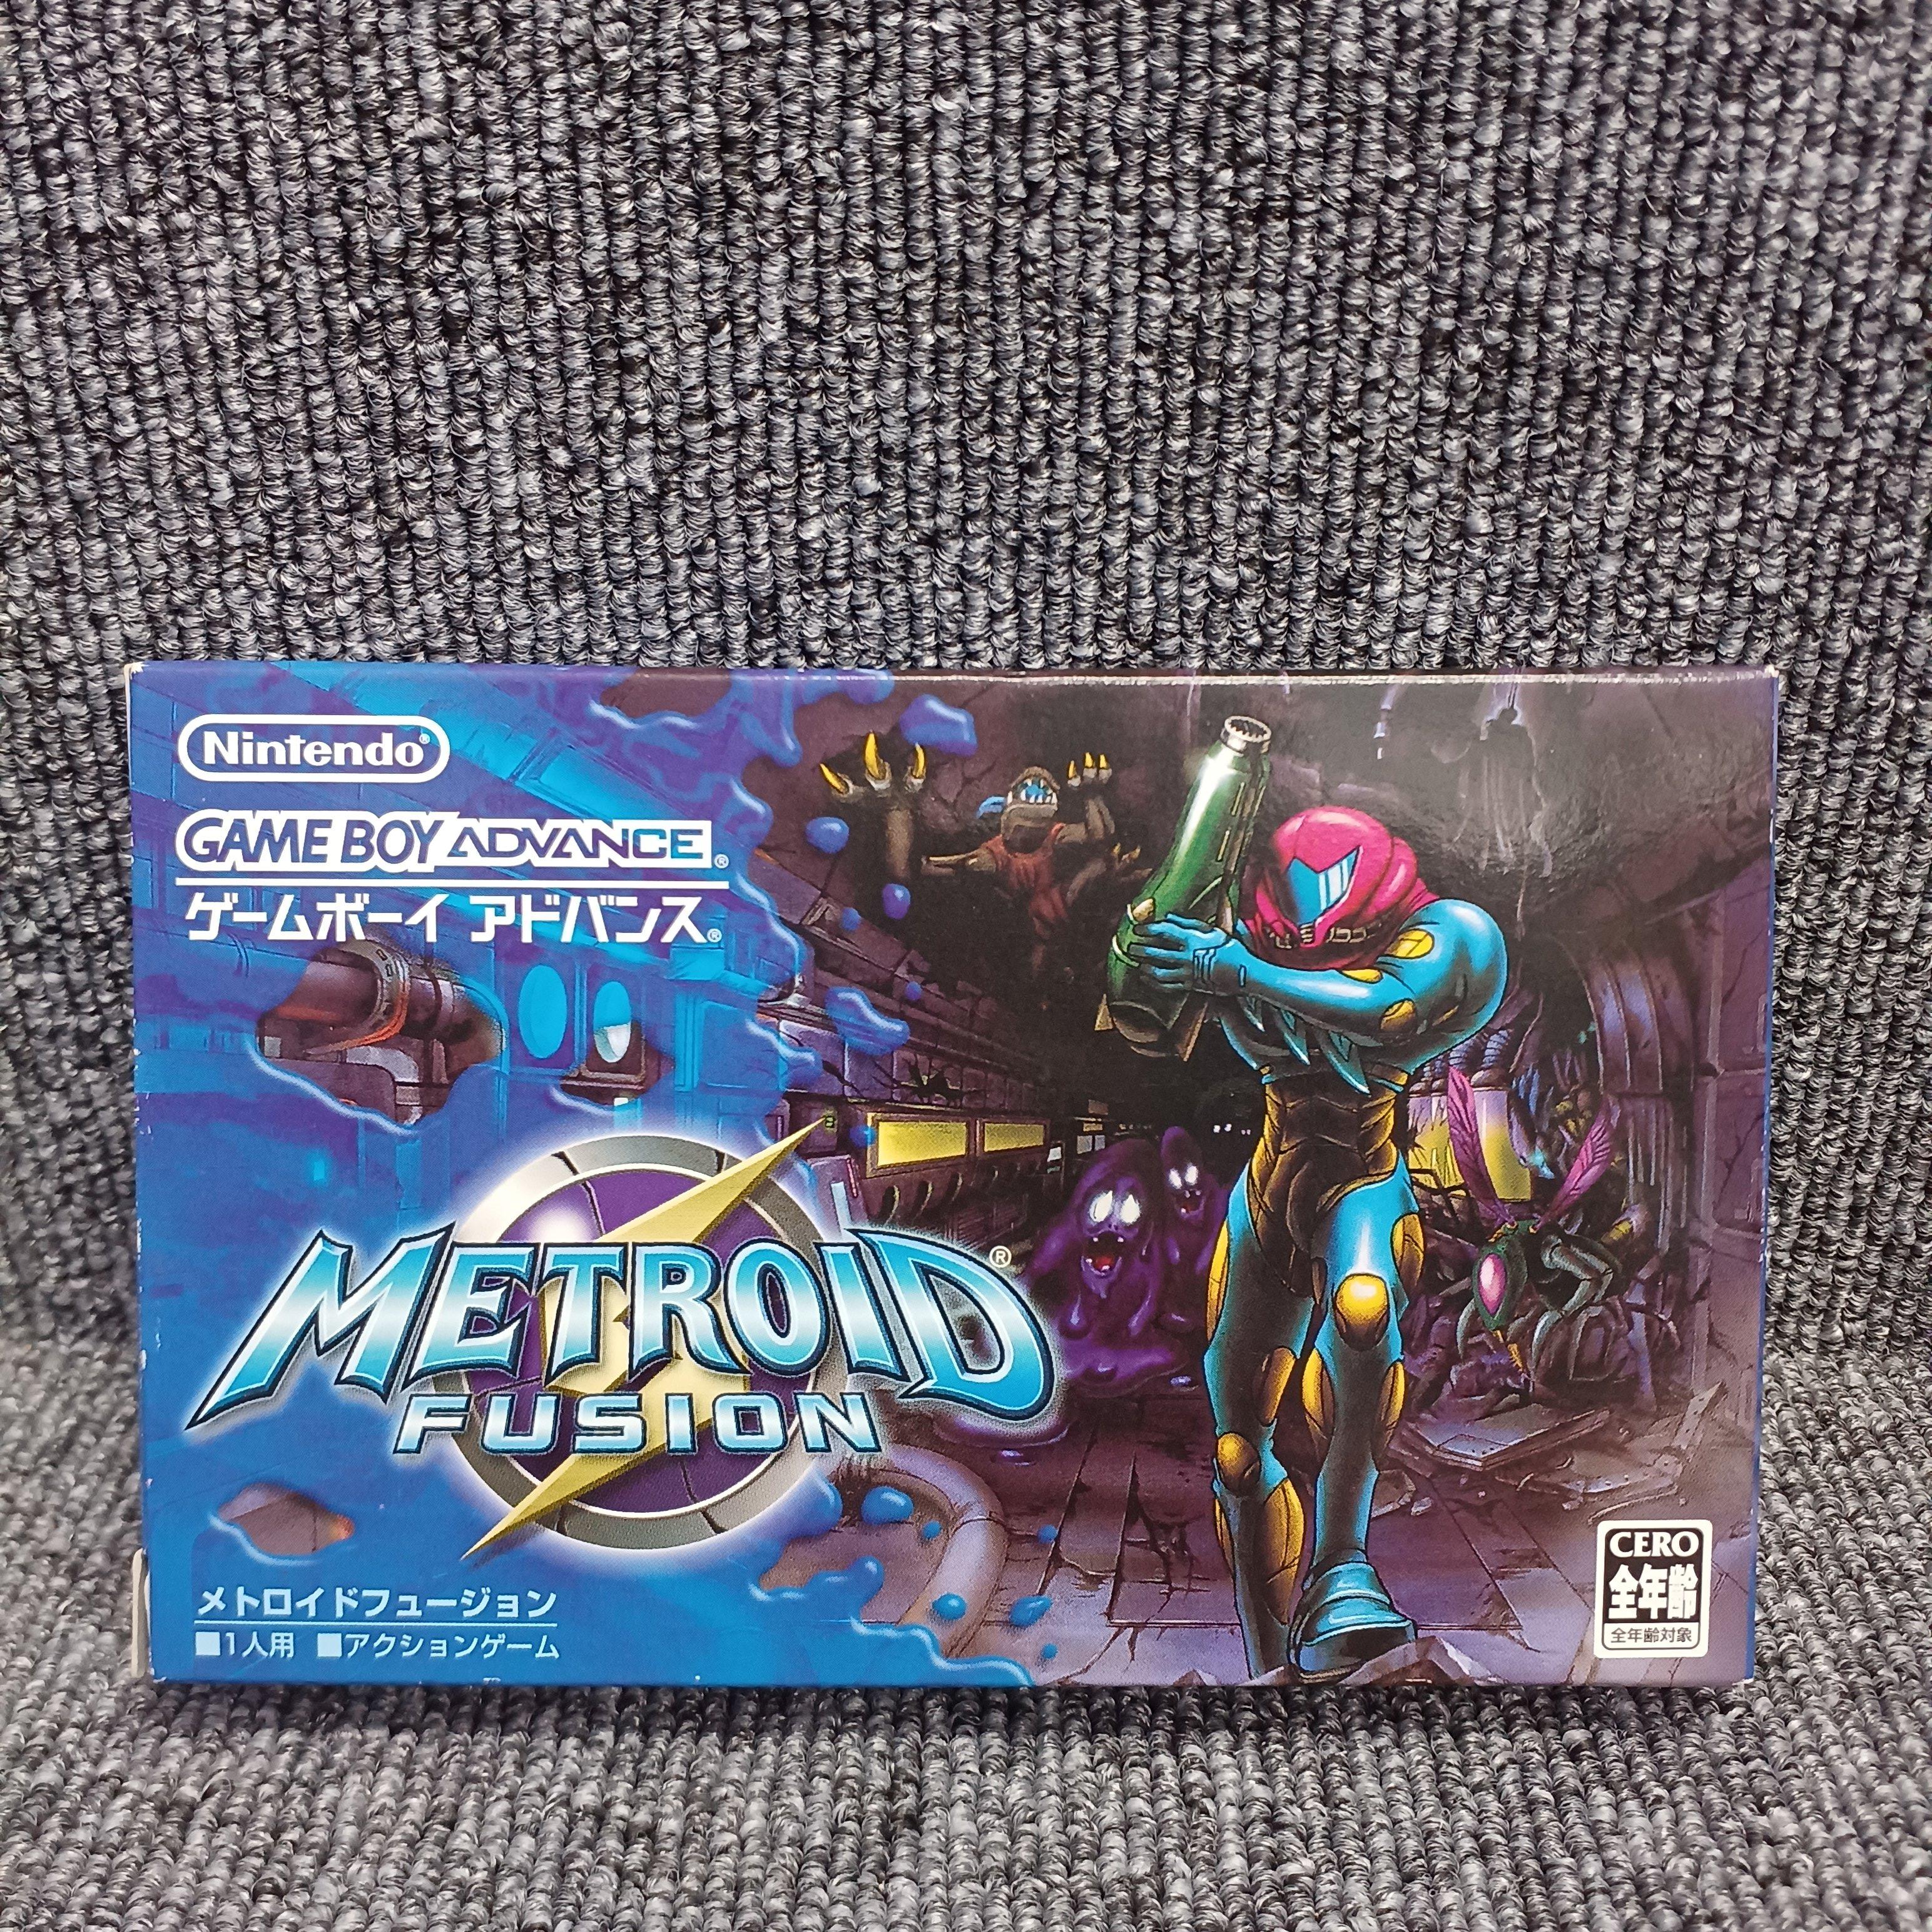 Nintendo®
GAME BOY ADVANCE®
ゲームボーイ アドバンス®
METROID®
FUSION
メトロイドフュージョン
■1人用 ■アクションゲーム
CERO
全年齢
全年齢対象